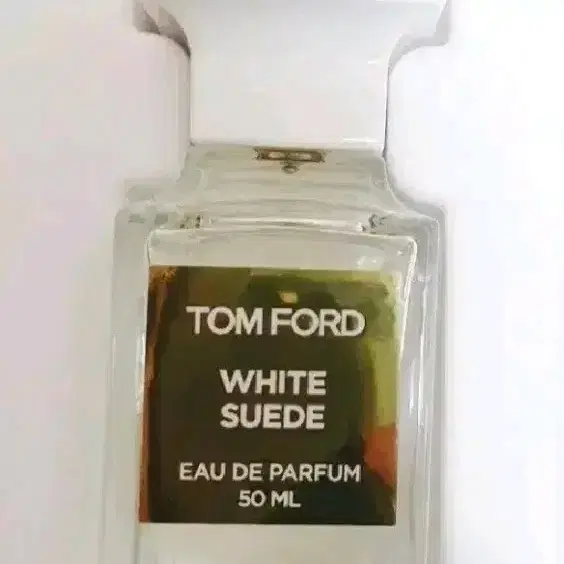 TOM FORD
WHITE
SUEDE
EAU DE PARFUM
50 ML